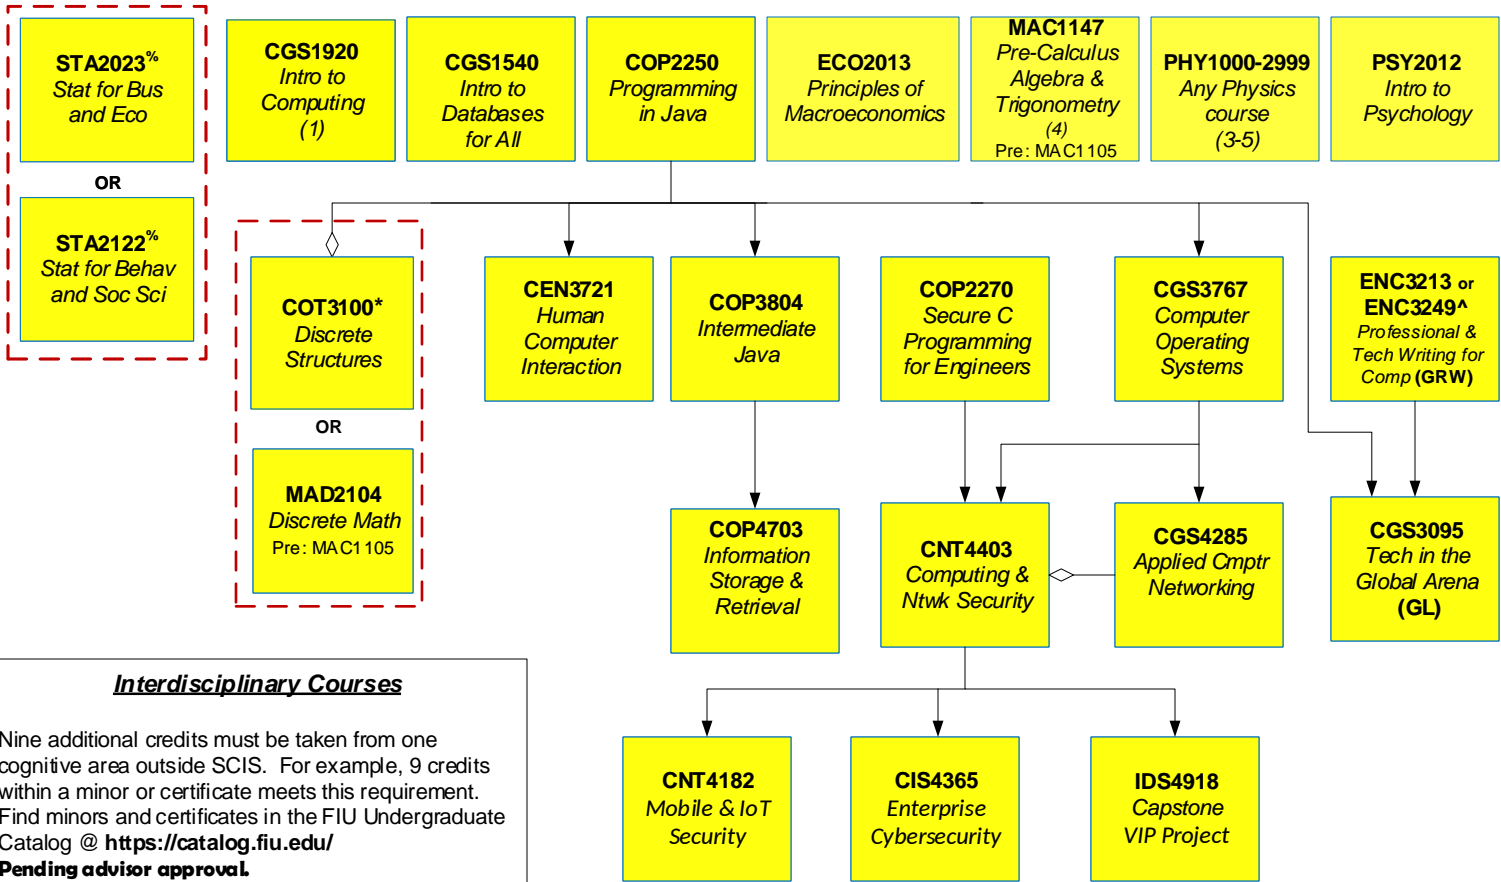 STA2023%
Stat for Bus
and Eco
OR
STA2122%
Stat for Behav
and Soc Sci
CGS1920
Intro to
Computing
(1)
CGS1540
Intro to
Databases
for All
COP2250
Programming
in Java
ECO2013
Principles of
Macroeconomics
MAC1147
Pre-Calculus
Algebra &
Trigonometry
(4)
Pre: MAC1105
PHY1000-2999
Any Physics
course
(3-5)
PSY2012
Intro to
Psychology
COT3100*
Discrete
Structures
OR
MAD2104
Discrete Math
Pre: MAC1105
CEN3721
Human
Computer
Interaction
COP3804
Intermediate
Java
COP2270
Secure C
Programming
for Engineers
CGS3767
Computer
Operating
Systems
ENC3213 or
ENC3249^
Professional &
Tech Writing for
Comp (GRW)
COP4703
Information
Storage &
Retrieval
CNT4403
Computing &
Ntwk Security
CGS4285
Applied Cmptr
Networking
CGS3095
Tech in the
Global Arena
(GL)
Interdisciplinary Courses
Nine additional credits must be taken from one
cognitive area outside SCIS. For example, 9 credits
within a minor or certificate meets this requirement.
Find minors and certificates in the FIU Undergraduate
Catalog @ https://catalog.fiu.edu/
Pending advisor approval.
CNT4182
Mobile & IoT
Security
CIS4365
Enterprise
Cybersecurity
IDS4918
Capstone
VIP Project